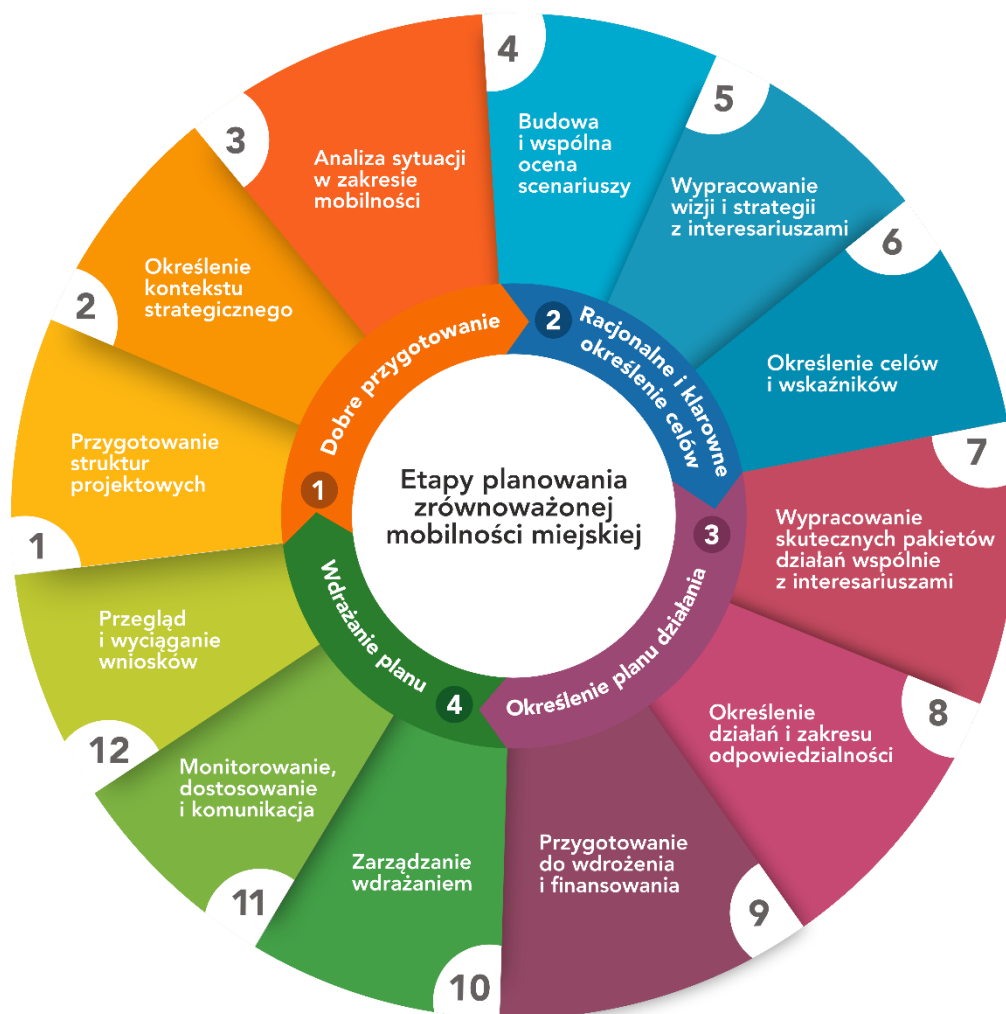 Etapy planowania
zrównoważonej
mobilności miejskiej
1
Dobre przygotowanie
2
Racjonalne i klarowne
określenie celów
3
Określenie planu działania
4
Wdrażanie planu
1
Przygotowanie
struktur
projektowych
2
Określenie
kontekstu
strategicznego
3
Analiza sytuacji
w zakresie
mobilności
4
Budowa
i wspólna
ocena
scenariuszy
5
Wypracowanie
wizji i strategii
z interesariuszami
6
Określenie celów
i wskaźników
7
Wypracowanie
skutecznych pakietów
działań wspólnie
z interesariuszami
8
Określenie
działań i zakresu
odpowiedzialności
9
Przygotowanie
do wdrożenia
i finansowania
10
Zarządzanie
wdrażaniem
11
Monitorowanie,
dostosowanie
i komunikacja
12
Przegląd
i wyciąganie
wniosków